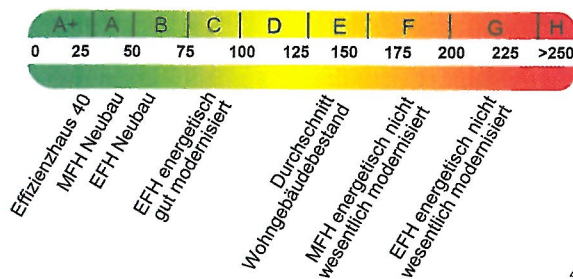 A+ A B C D E F G H
0 25 50 75 100 125 150 175 200 225 >250
Effizienzhaus 40
MFH Neubau
EFH Neubau
EFH energetisch
gut modernisiert
Durchschnitt
Wohngebäudebestand
MFH energetisch nicht
wesentlich modernisiert
EFH energetisch nicht
wesentlich modernisiert